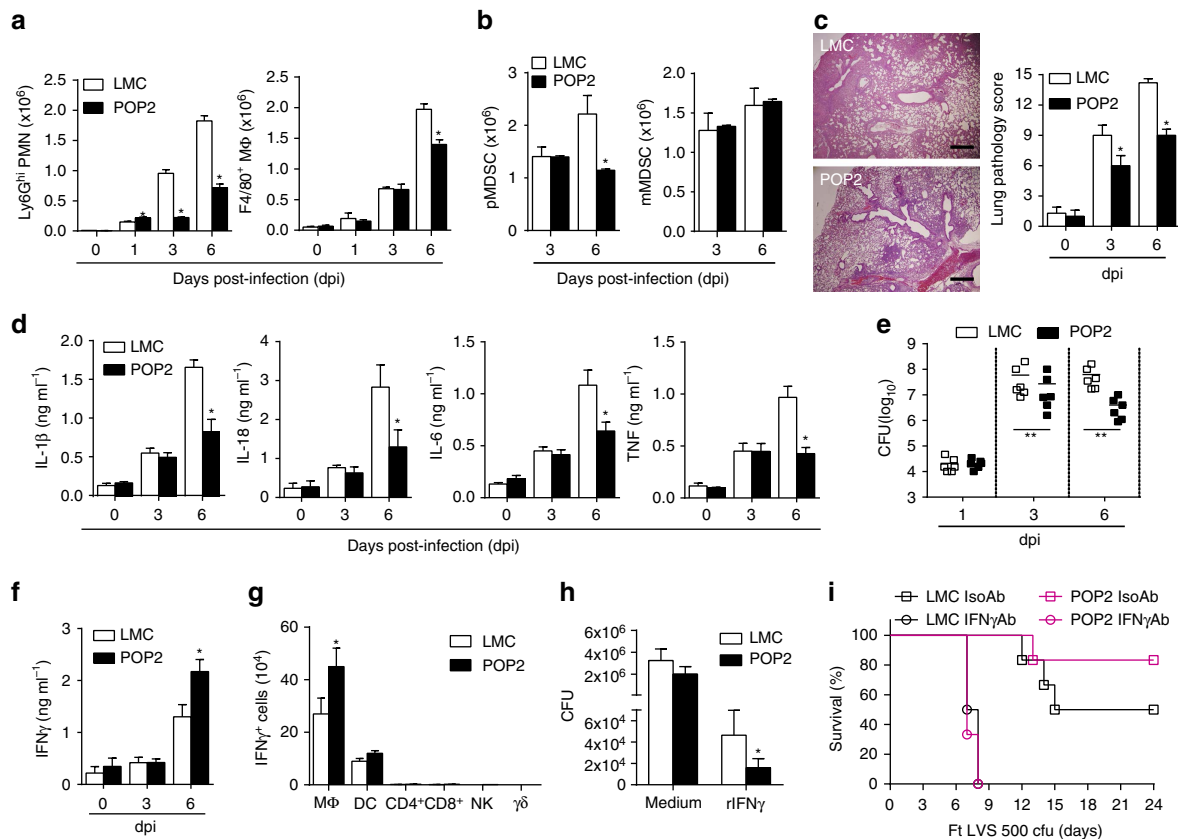 a
Ly6G^hi PMN (x10^6)
2.5
2.0
1.5
1.0
0.5
0.0
LMC
POP2
*
*
*
0 1 3 6
F4/80^+ MΦ (x10^6)
2.5
2.0
1.5
1.0
0.5
0.0
*
0 1 3 6
Days post-infection (dpi)
b
pMDSC (x10^6)
3
2
1
0
LMC
POP2
*
3 6
mMDSC (x10^6)
2.0
1.5
1.0
0.5
0.0
3 6
Days post-infection (dpi)
c
LMC
POP2
Lung pathology score
15
12
9
6
3
0
LMC
POP2
*
*
0 3 6
dpi
d
IL-1β (ng ml^−1)
2.0
1.5
1.0
0.5
0.0
LMC
POP2
*
0 3 6
IL-18 (ng ml^−1)
4
3
2
1
0
*
0 3 6
IL-6 (ng ml^−1)
1.5
1.0
0.5
0.0
*
0 3 6
TNF (ng ml^−1)
1.5
1.0
0.5
0.0
*
0 3 6
Days post-infection (dpi)
e
LMC POP2
CFU(log_10)
9
8
7
6
5
4
3
** **
1 3 6
dpi
f
IFNγ (ng ml^−1)
3
2
1
0
LMC
POP2
*
0 3 6
dpi
g
IFNγ^+ cells (10^4)
60
40
20
0
LMC
POP2
*
MΦ DC CD4^+CD8^+ NK γδ
h
CFU
6x10^6
4x10^6
3x10^6
2x10^6
6x10^4
4x10^4
2x10^4
0
LMC
POP2
*
Medium rIFNγ
i
LMC IsoAb POP2 IsoAb
LMC IFNγAb POP2 IFNγAb
Survival (%)
100
80
60
40
20
0
0 3 6 9 12 15 18 21 24
Ft LVS 500 cfu (days)